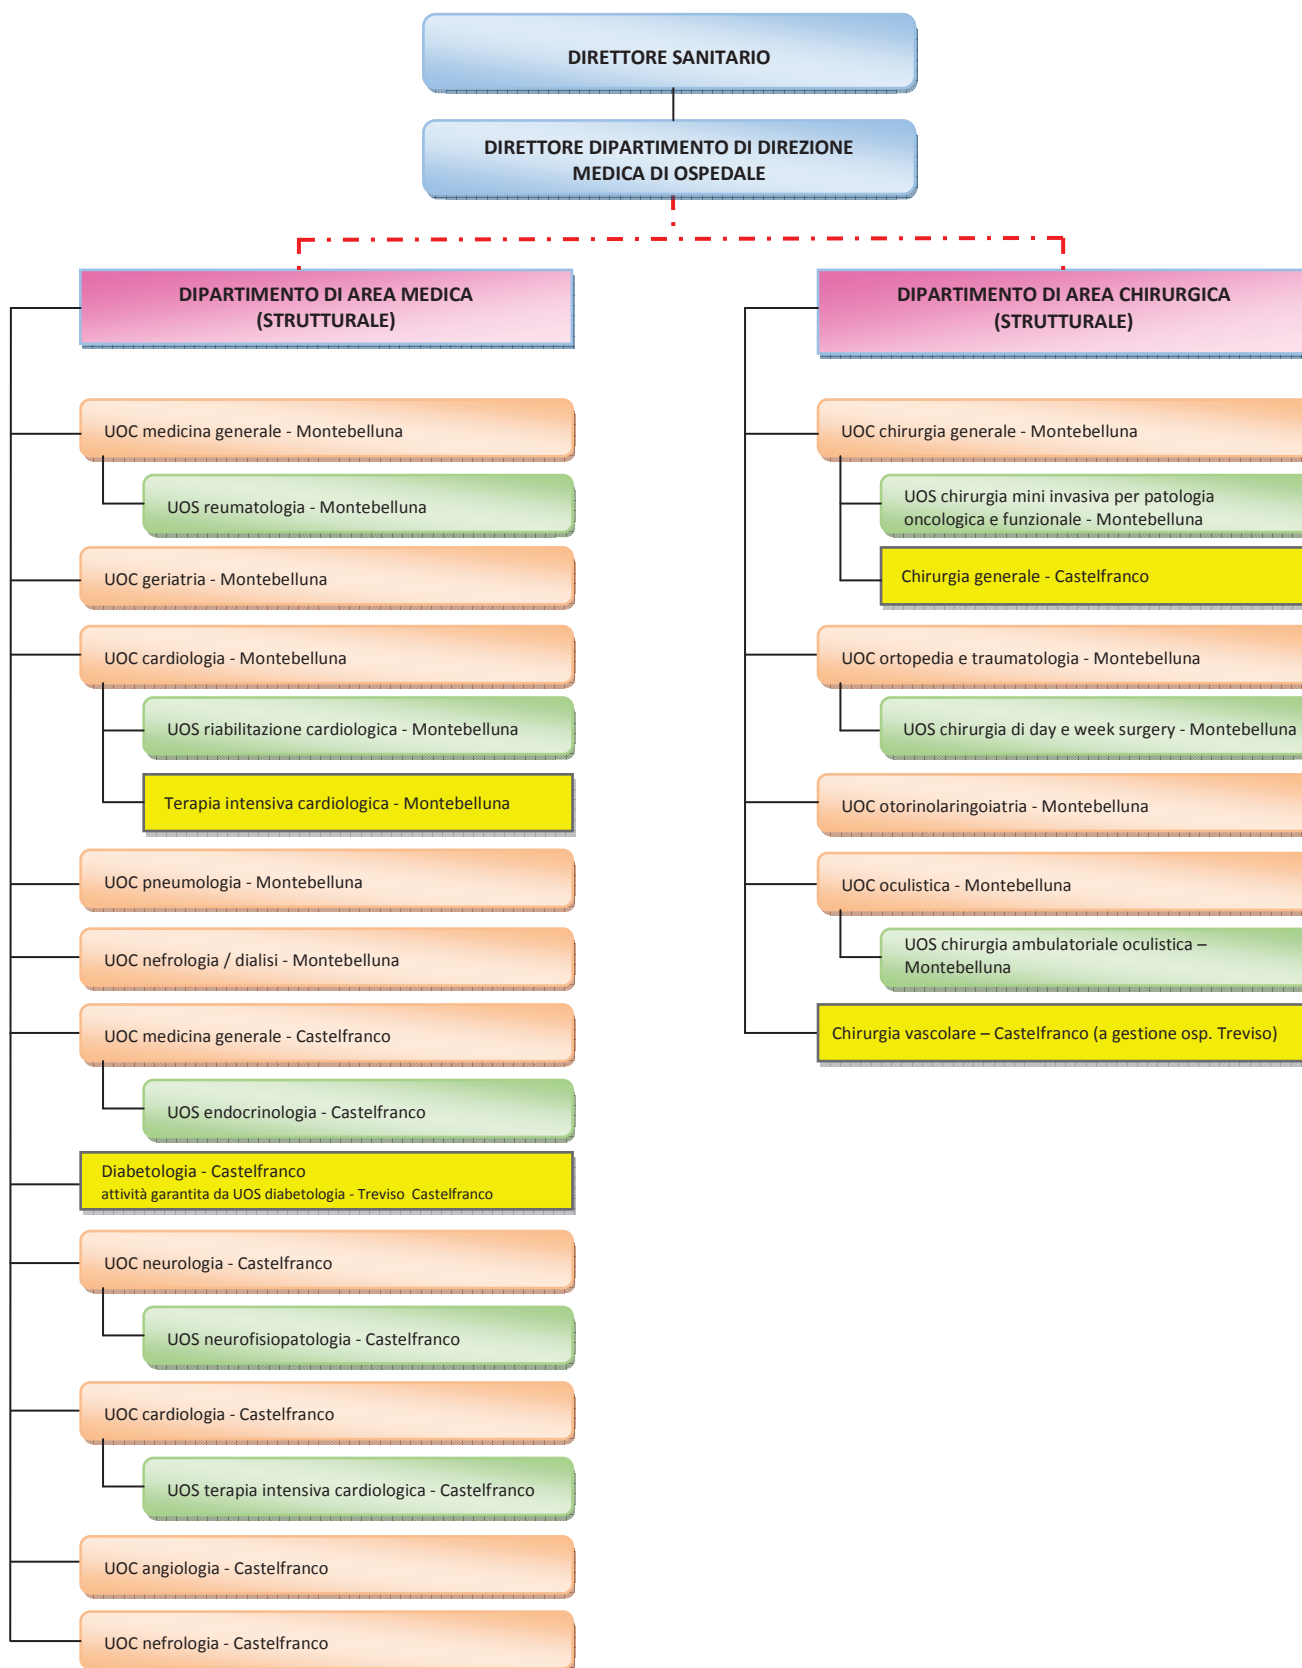 DIRETTORE SANITARIO
DIRETTORE DIPARTIMENTO DI DIREZIONE
MEDICA DI OSPEDALE
DIPARTIMENTO DI AREA MEDICA
(STRUTTURALE)
UOC medicina generale - Montebelluna
UOS reumatologia - Montebelluna
UOC geriatria - Montebelluna
UOC cardiologia - Montebelluna
UOS riabilitazione cardiologica - Montebelluna
Terapia intensiva cardiologica - Montebelluna
UOC pneumologia - Montebelluna
UOC nefrologia / dialisi - Montebelluna
UOC medicina generale - Castelfranco
UOS endocrinologia - Castelfranco
Diabetologia - Castelfranco
attività garantita da UOS diabetologia - Treviso Castelfranco
UOC neurologia - Castelfranco
UOS neurofisiopatologia - Castelfranco
UOC cardiologia - Castelfranco
UOS terapia intensiva cardiologica - Castelfranco
UOC angiologia - Castelfranco
UOC nefrologia - Castelfranco
DIPARTIMENTO DI AREA CHIRURGICA
(STRUTTURALE)
UOC chirurgia generale - Montebelluna
UOS chirurgia mini invasiva per patologia
oncologica e funzionale - Montebelluna
Chirurgia generale - Castelfranco
UOC ortopedia e traumatologia - Montebelluna
UOS chirurgia di day e week surgery - Montebelluna
UOC otorinolaringoiatria - Montebelluna
UOC oculistica - Montebelluna
UOS chirurgia ambulatoriale oculistica –
Montebelluna
Chirurgia vascolare – Castelfranco (a gestione osp. Treviso)